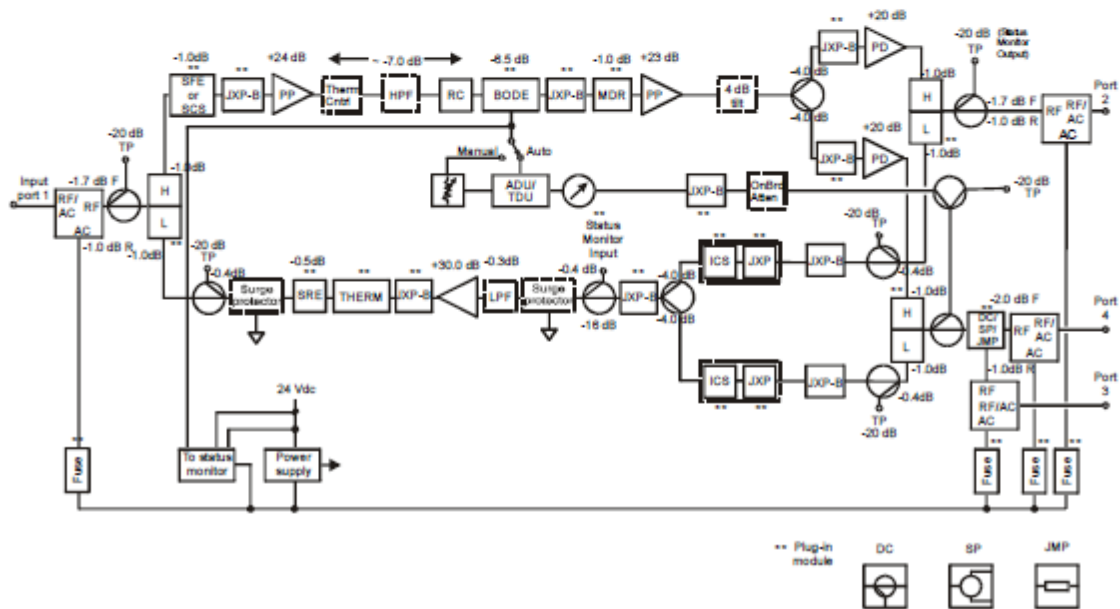 -1.0dB
**
+24 dB
~ -7.0 dB
-6.5 dB
**
**
-1.0 dB
**
+23 dB
**
+20 dB
+20 dB
-20 dB
TP
(Status
Monitor
Output)
SFE
or
SCS
JXP-B
PP
Therm
Cntrl
HPF
RC
BODE
JXP-B
MDR
PP
4 dB
tilt
-4.0dB
-4.0dB
JXP-B
PD
+20 dB
JXP-B
PD
**
-1.0dB
H
L
-1.0dB
**
-1.7 dB F
-1.0 dB R
RF
RF/
AC
AC
Port
2
Manual
Auto
ADU/
TDU
JXP-B
**
OnBrd
Atten
-20 dB
TP
Input
port 1
RF/
AC
RF
AC
-1.7 dB F
-1.0 dB R
-20 dB
TP
-1.0dB
H
L
**
-1.0dB
-20 dB
TP
-0.4dB
Surge
protector
-0.5dB
**
SRE
**
THERM
**
JXP-B
+30.0 dB
-0.3dB
LPF
Surge
protector
**
Status
Monitor
Input
-0.4 dB
-16 dB
**
JXP-B
-4.0dB
-4.0dB
**
**
ICS
JXP
**
JXP-B
-20 dB
TP
-0.4dB
ICS
JXP
**
**
JXP-B
**
-20 dB
TP
-0.4dB
**
-1.0dB
H
L
-1.0dB
-2.0 dB F
**
DC/
SP/
JMP
-1.0dB R
RF
RF/
AC
AC
Port
4
RF
RF/AC
AC
Port
3
24 Vdc
To status
monitor
Power
supply
**
Fuse
**
Fuse
**
Fuse
**
Fuse
** Plug-in
module
DC
SP
JMP